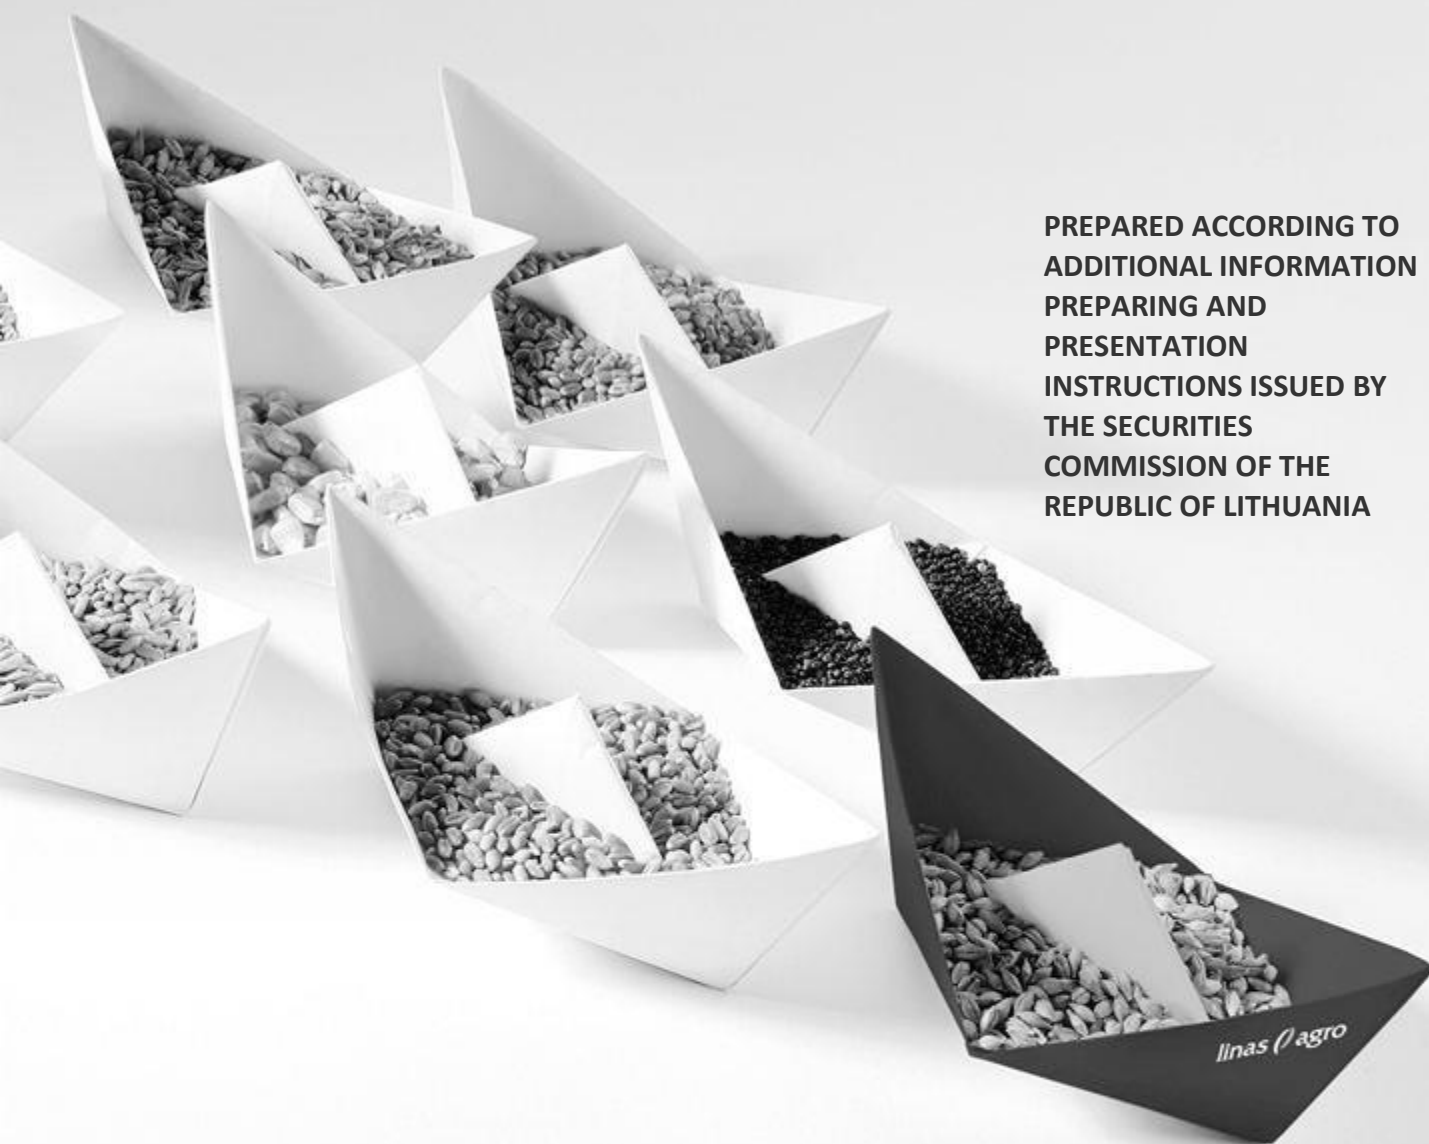 PREPARED ACCORDING TO
ADDITIONAL INFORMATION
PREPARING AND
PRESENTATION
INSTRUCTIONS ISSUED BY
THE SECURITIES
COMMISSION OF THE
REPUBLIC OF LITHUANIA
linas agro